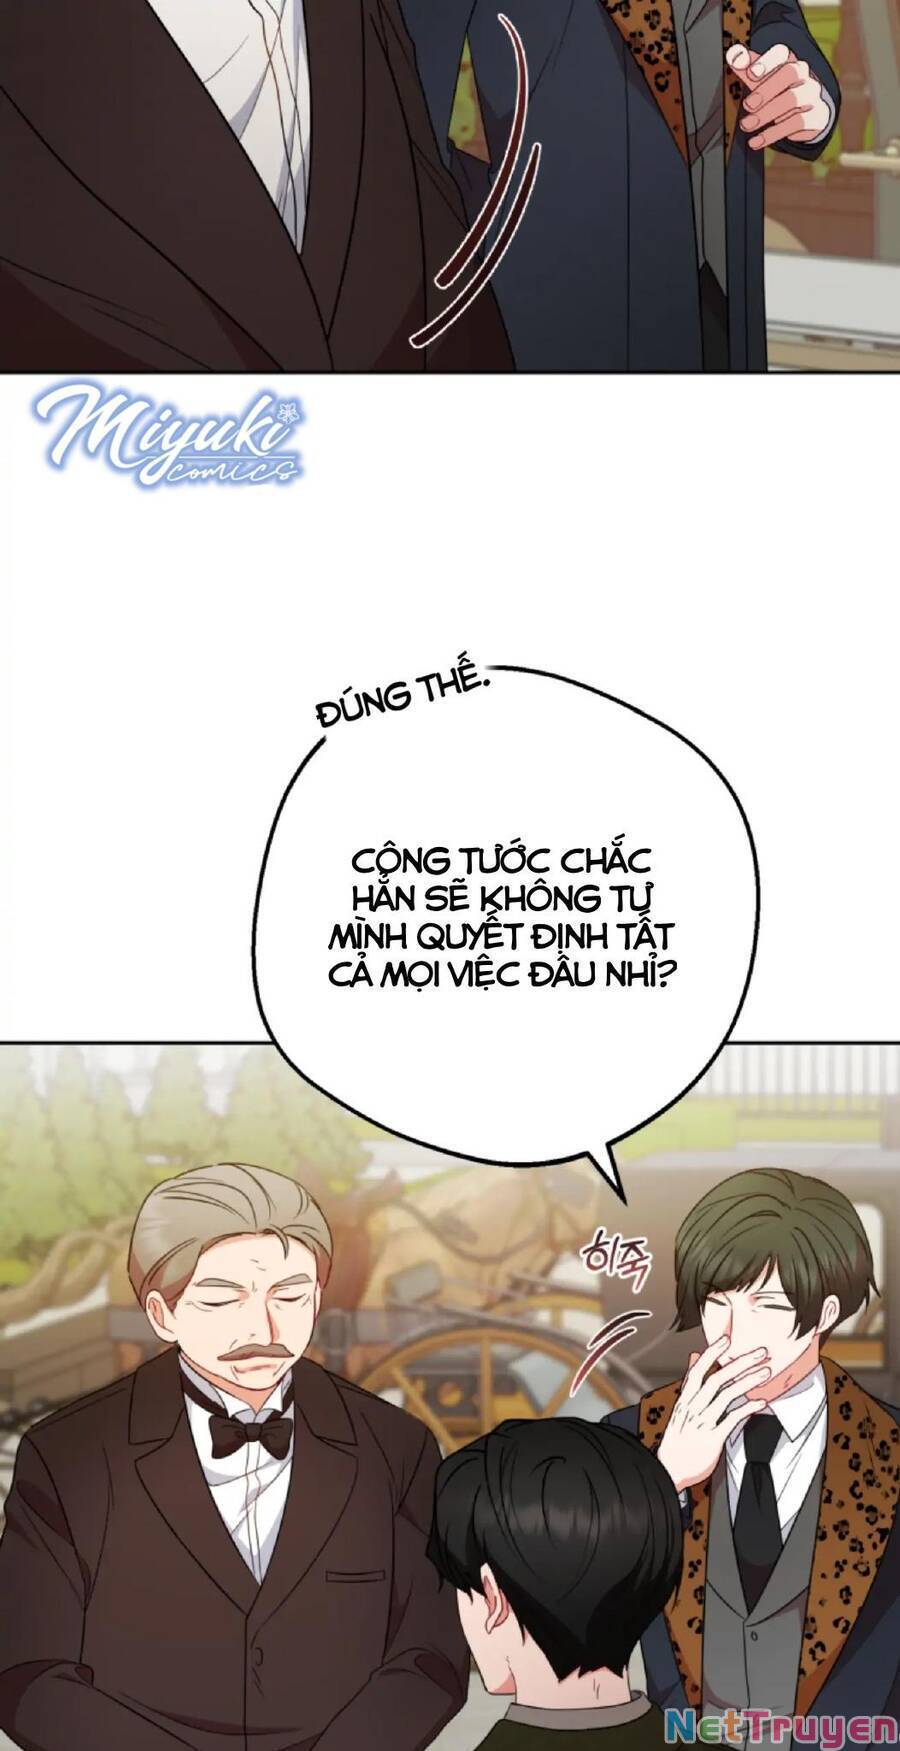 Miyuki
comics
ĐÚNG THẾ.
CÔNG TƯỚC CHẮC
HẲN SẼ KHÔNG TỰ
MÌNH QUYẾT ĐỊNH TẤT
CẢ MỌI VIỆC ĐÂU NHỈ?
히죽
NetTruyen